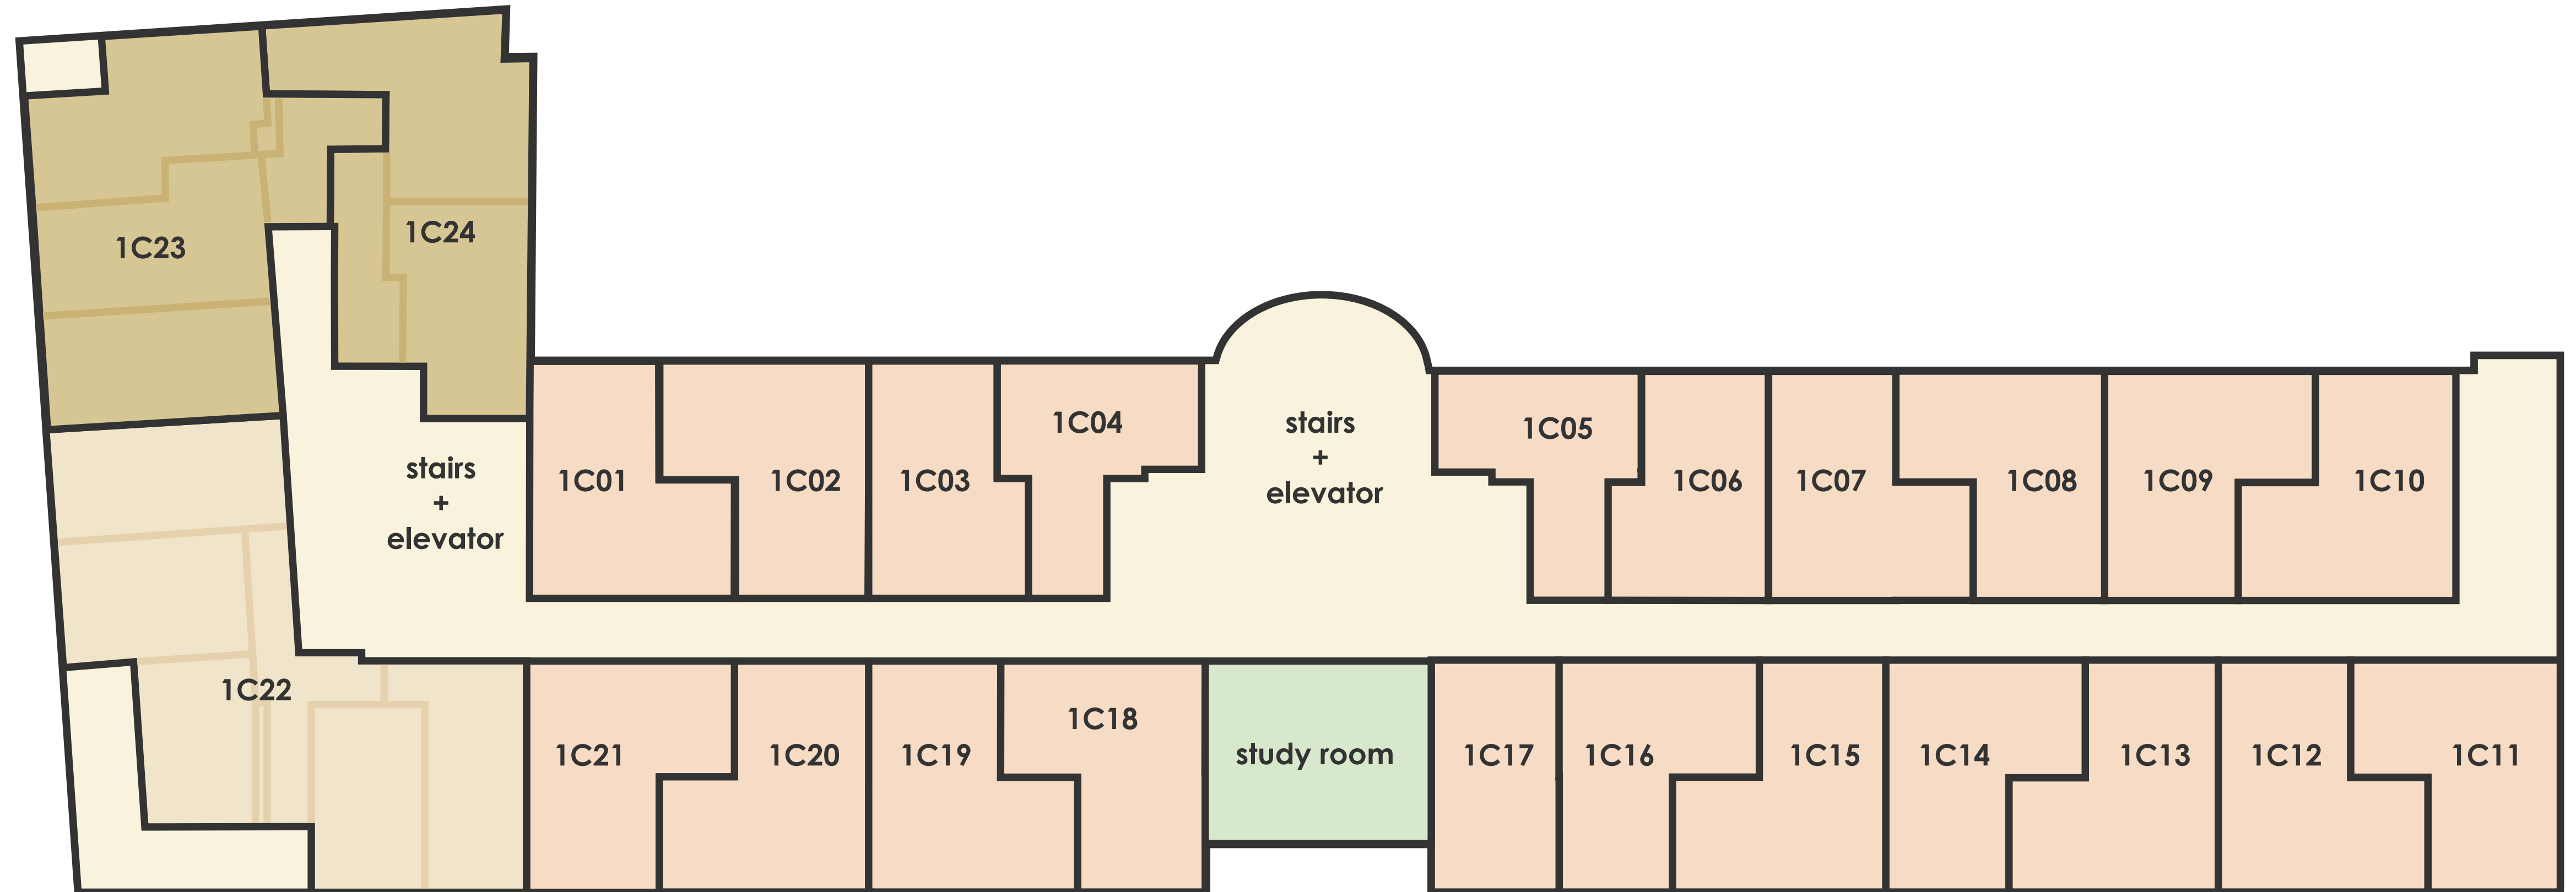 1C23
1C24
stairs
+
elevator
1C01
1C02
1C03
1C04
stairs
+
elevator
1C05
1C06
1C07
1C08
1C09
1C10
1C22
1C21
1C20
1C19
1C18
study room
1C17
1C16
1C15
1C14
1C13
1C12
1C11